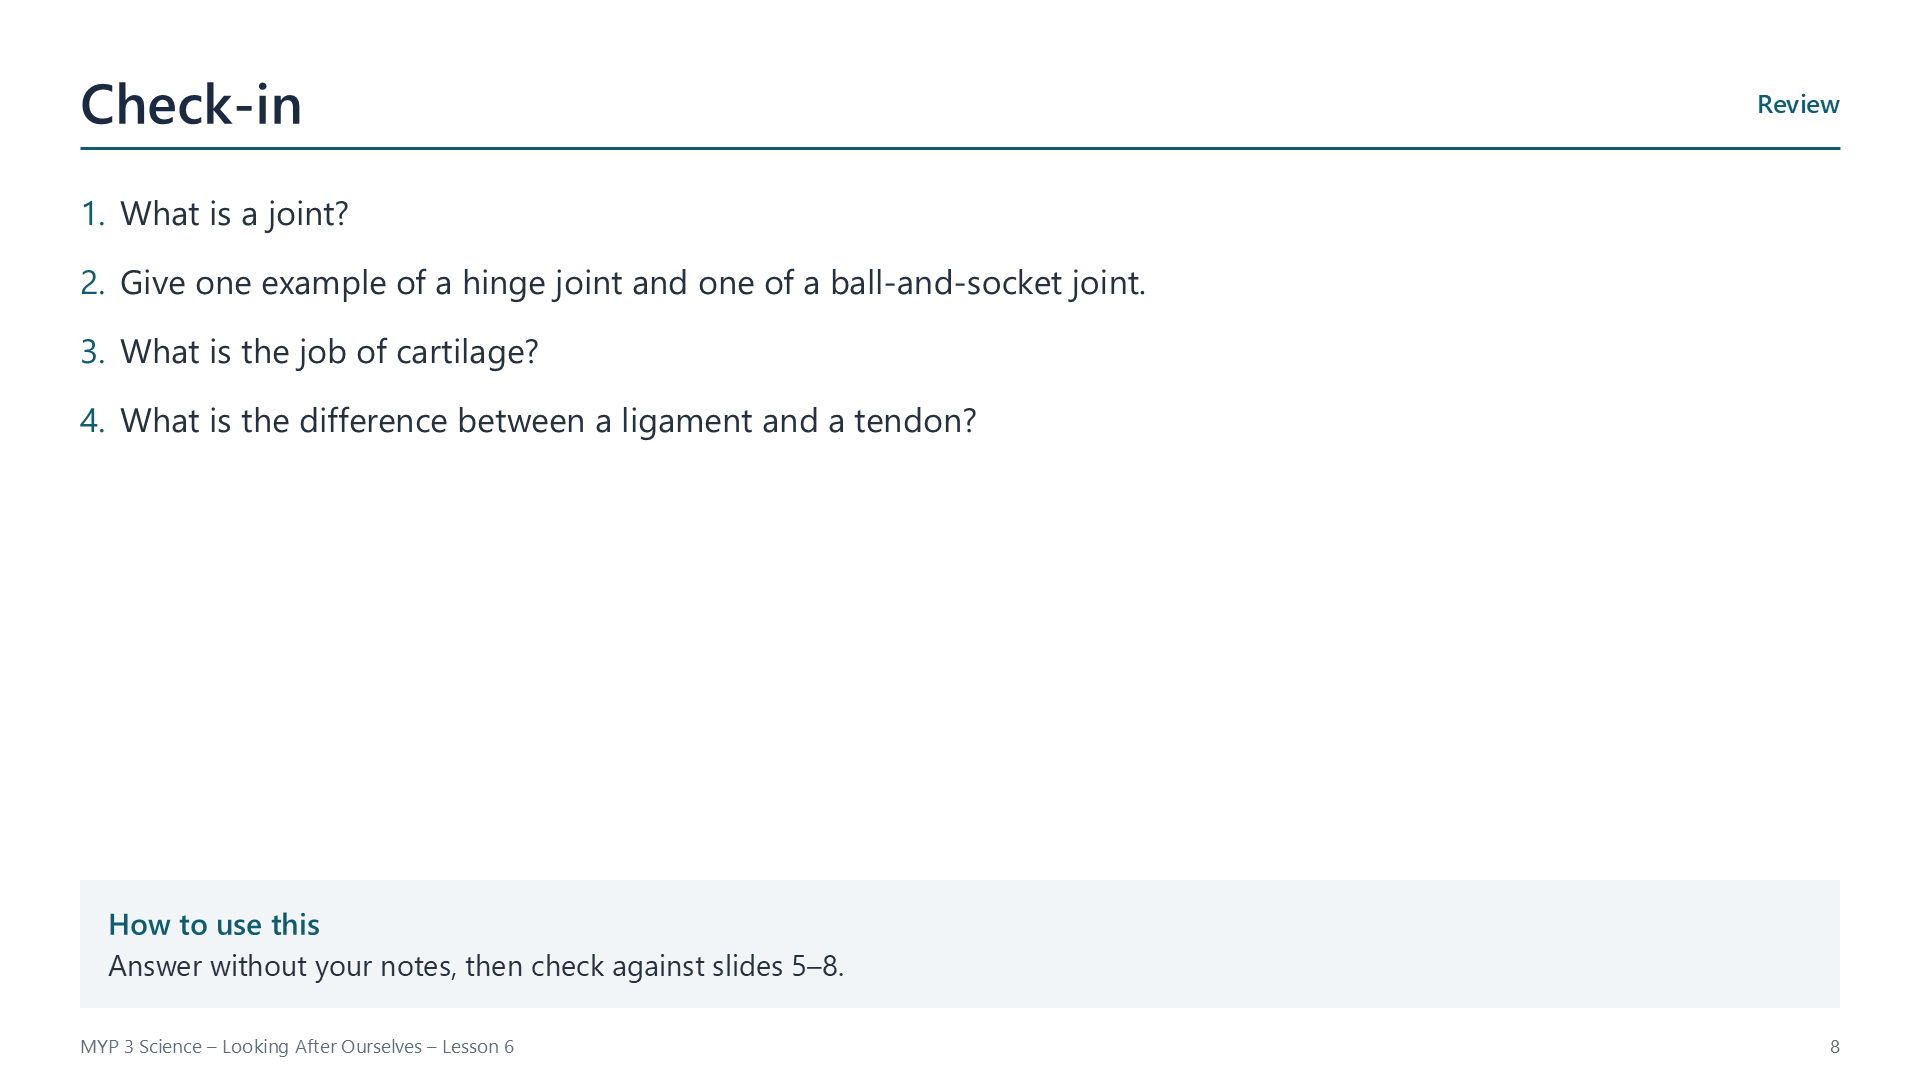 Check-in
Review
1. What is a joint?
2. Give one example of a hinge joint and one of a ball-and-socket joint.
3. What is the job of cartilage?
4. What is the difference between a ligament and a tendon?
How to use this
Answer without your notes, then check against slides 5–8.
MYP 3 Science – Looking After Ourselves – Lesson 6
8